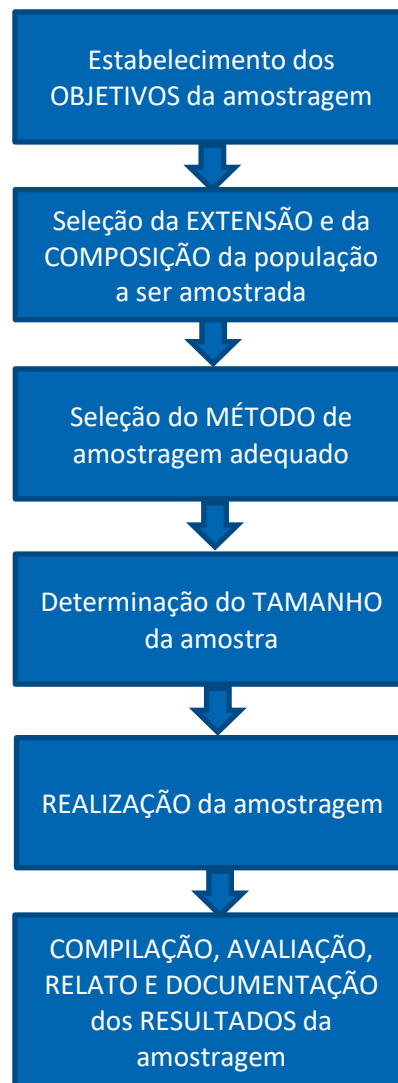 Estabelecimento dos
OBJETIVOS da amostragem
Seleção da EXTENSÃO e da
COMPOSIÇÃO da população
a ser amostrada
Seleção do MÉTODO de
amostragem adequado
Determinação do TAMANHO
da amostra
REALIZAÇÃO da amostragem
COMPILAÇÃO, AVALIAÇÃO,
RELATO E DOCUMENTAÇÃO
dos RESULTADOS da
amostragem